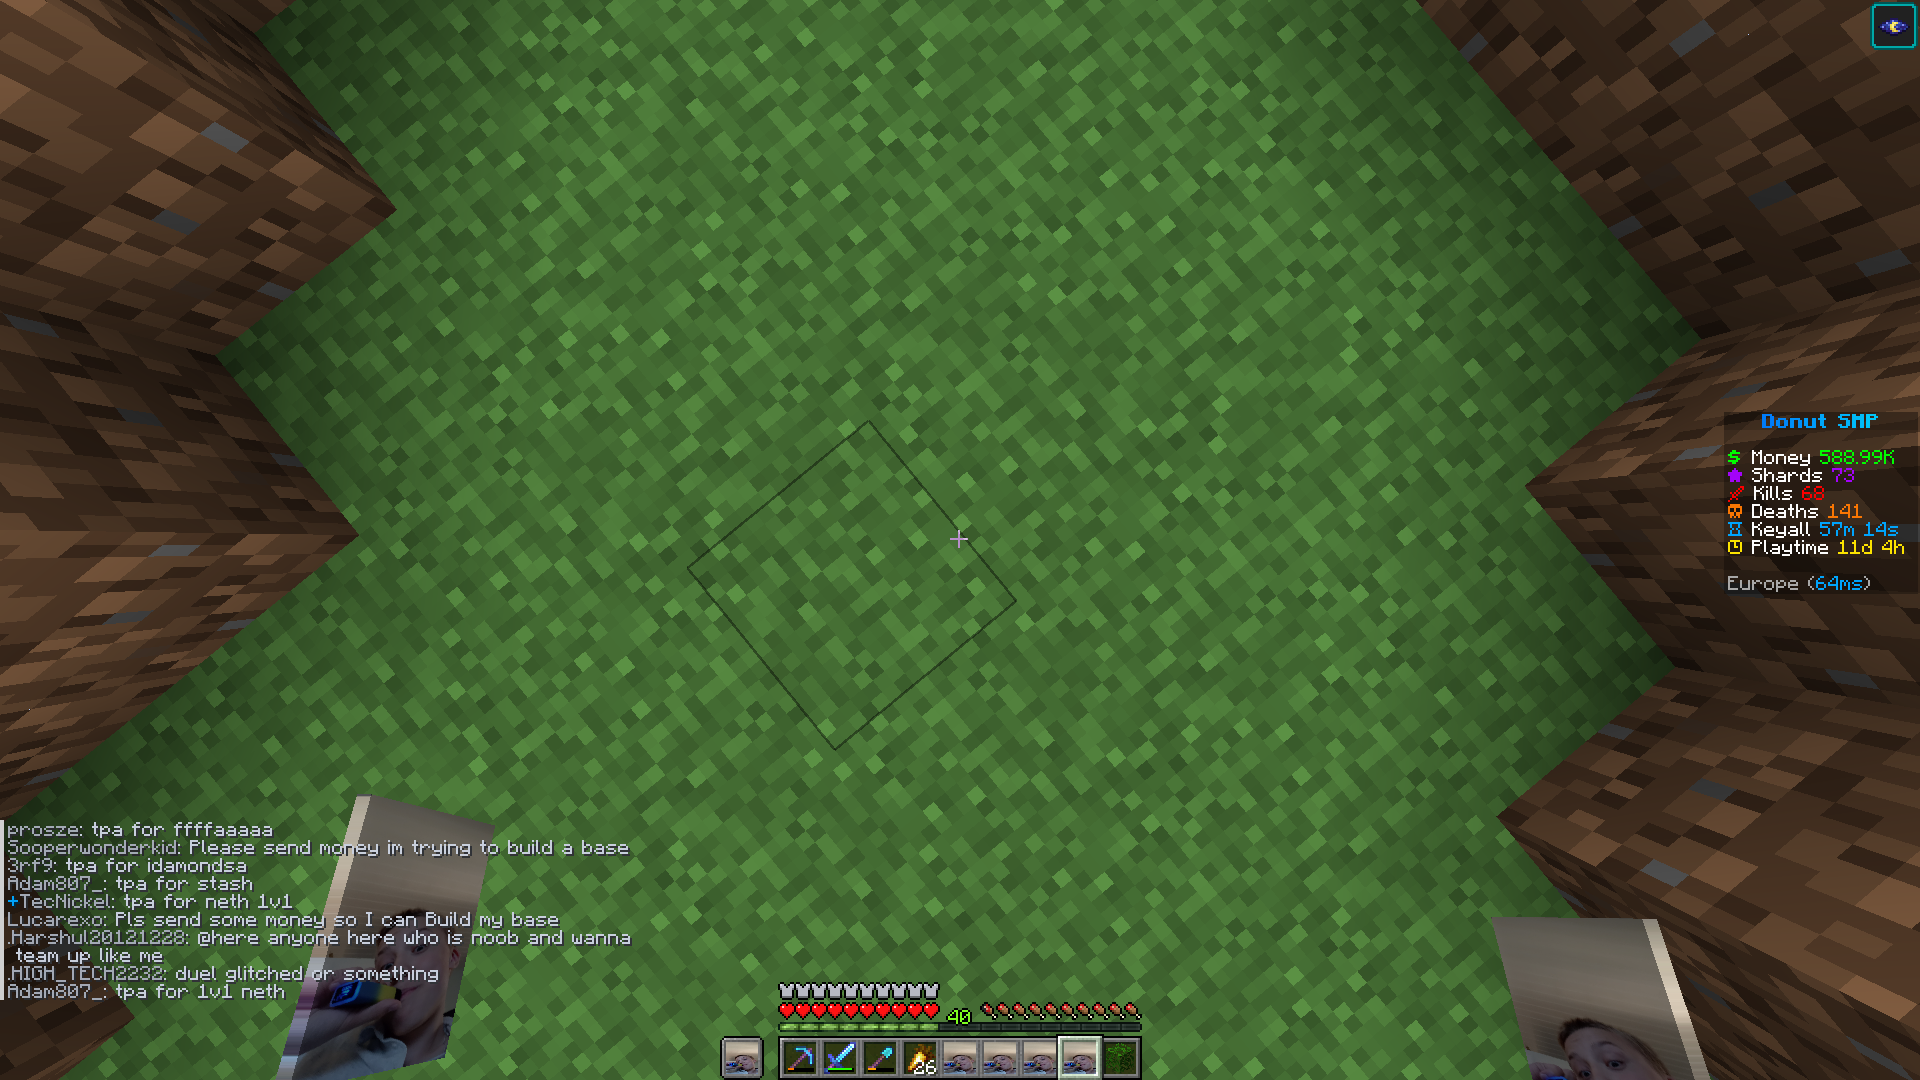 Donut SMP
Money 588.99K
Shards 73
Kills 68
Deaths 141
Keyall 57m 14s
Playtime 11d 4h
Europe (64ms)
prosze: tpa for ffffaaaaa
Sooperwonderkid: Please send money im trying to build a base
3rf9: tpa for idamondsa
Adam807_: tpa for stash
+TecNickel: tpa for neth 1v1
Lucarexo: Pls send some money so I can Build my base
.Harshul20121228: @here anyone here who is noob and wanna
team up like me
.HIGH_TECH2232: duel glitched or something
Adam807_: tpa for 1v1 neth
40
26